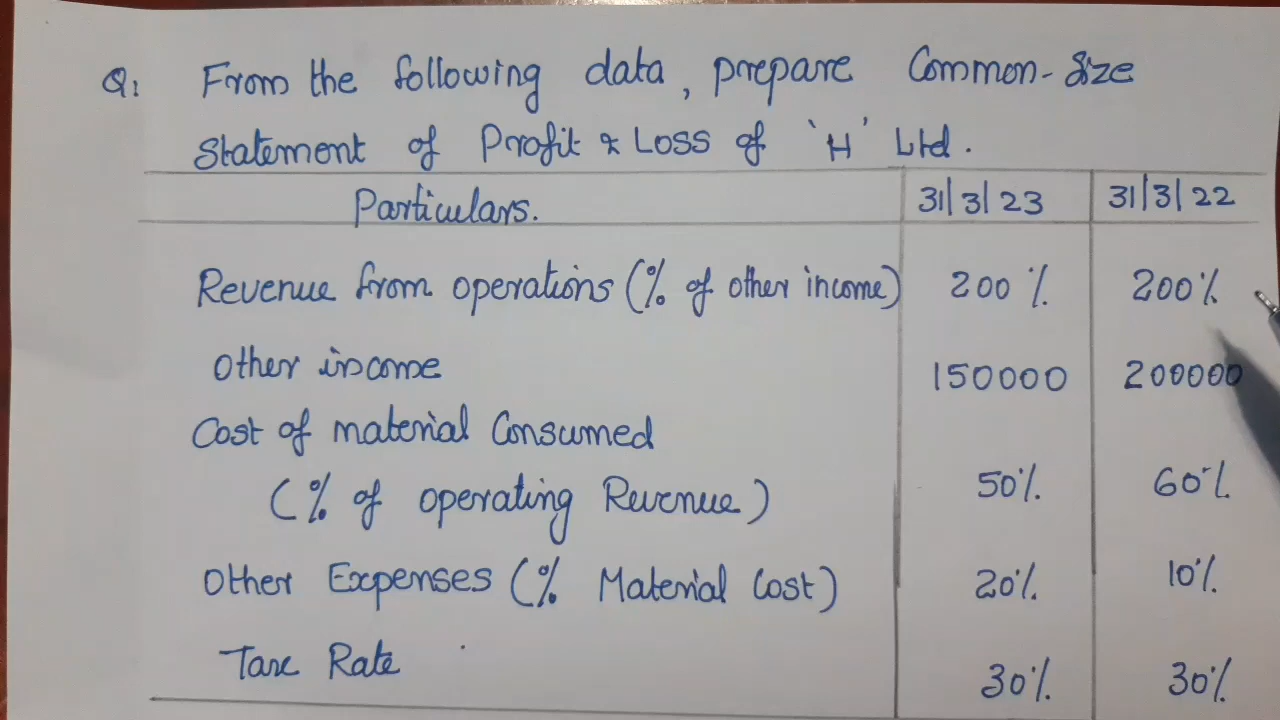 Q1 From the following data, prepare Common-Size
Statement of Profit & Loss of 'H' Ltd.
Particulars. 31/3/23 31/3/22
Revenue from operations (% of other income) 200% 200%
Other income 150000 200000
Cost of material Consumed
(% of operating Revenue) 50% 60%
Other Expenses (% Material Cost) 20% 10%
Tax Rate 30% 30%